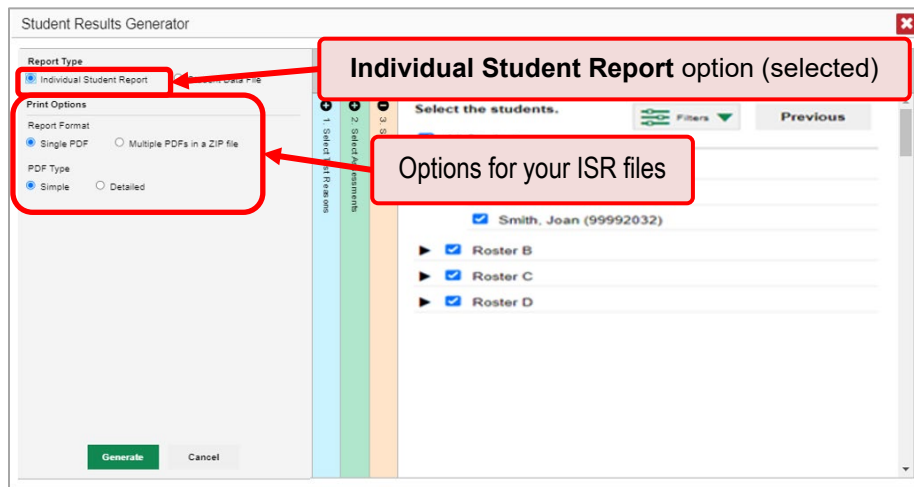 Student Results Generator
Report Type
Individual Student Report
Data File
Individual Student Report option (selected)
Print Options
Report Format
Single PDF
Multiple PDFs in a ZIP file
PDF Type
Simple
Detailed
1. Select Test Reasons
2. Select Assessments
3. S
Select the students.
Filters
Previous
Options for your ISR files
Smith, Joan (99992032)
Roster B
Roster C
Roster D
Generate
Cancel